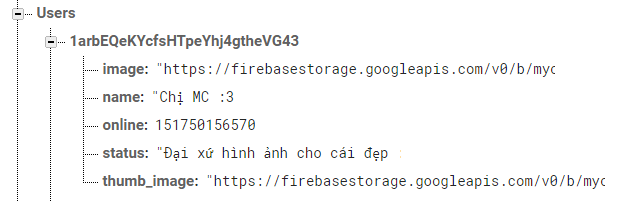 Users
1arbEQeKYcfsHTpeYhj4gtheVG43
image: "https://firebasestorage.googleapis.com/v0/b/myc
name: "Chị MC :3
online: 151750156570
status: "Đại xứ hình ảnh cho cái đẹp :
thumb_image: "https://firebasestorage.googleapis.com/v0/b/myc